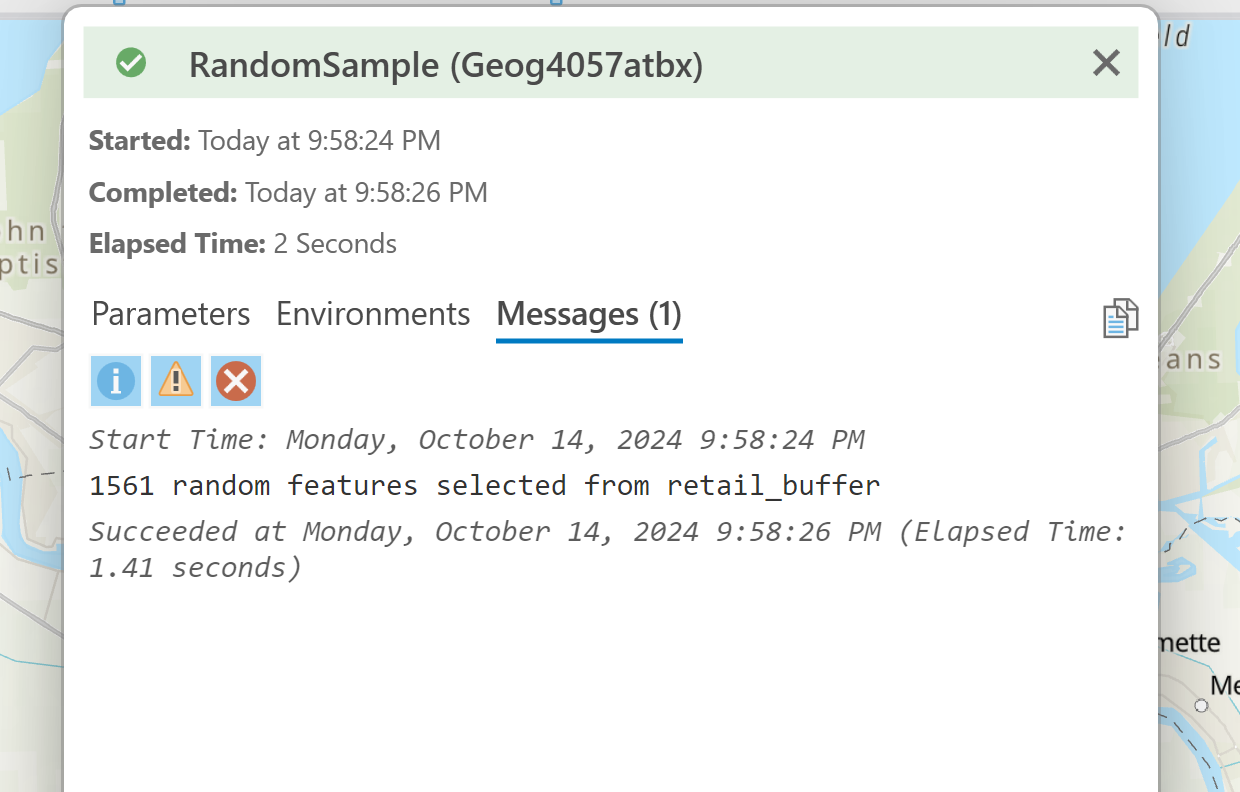 ld
RandomSample (Geog4057atbx)
Started: Today at 9:58:24 PM
Completed: Today at 9:58:26 PM
hn
Elapsed Time: 2 Seconds
ptis
Parameters Environments Messages (1)
ans
Start Time: Monday, October 14, 2024 9:58:24 PM
1561 random features selected from retail_buffer
Succeeded at Monday, October 14, 2024 9:58:26 PM (Elapsed Time:
1.41 seconds)
mette
Me